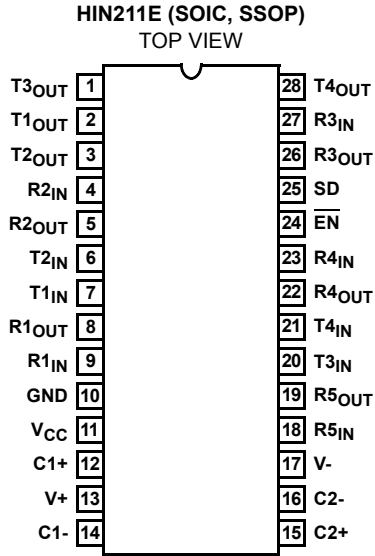 HIN211E (SOIC, SSOP)
TOP VIEW
T3OUT 1 28 T4OUT
T1OUT 2 27 R3IN
T2OUT 3 26 R3OUT
R2IN 4 25 SD
R2OUT 5 24 E̅N̅
T2IN 6 23 R4IN
T1IN 7 22 R4OUT
R1OUT 8 21 T4IN
R1IN 9 20 T3IN
GND 10 19 R5OUT
VCC 11 18 R5IN
C1+ 12 17 V-
V+ 13 16 C2-
C1- 14 15 C2+